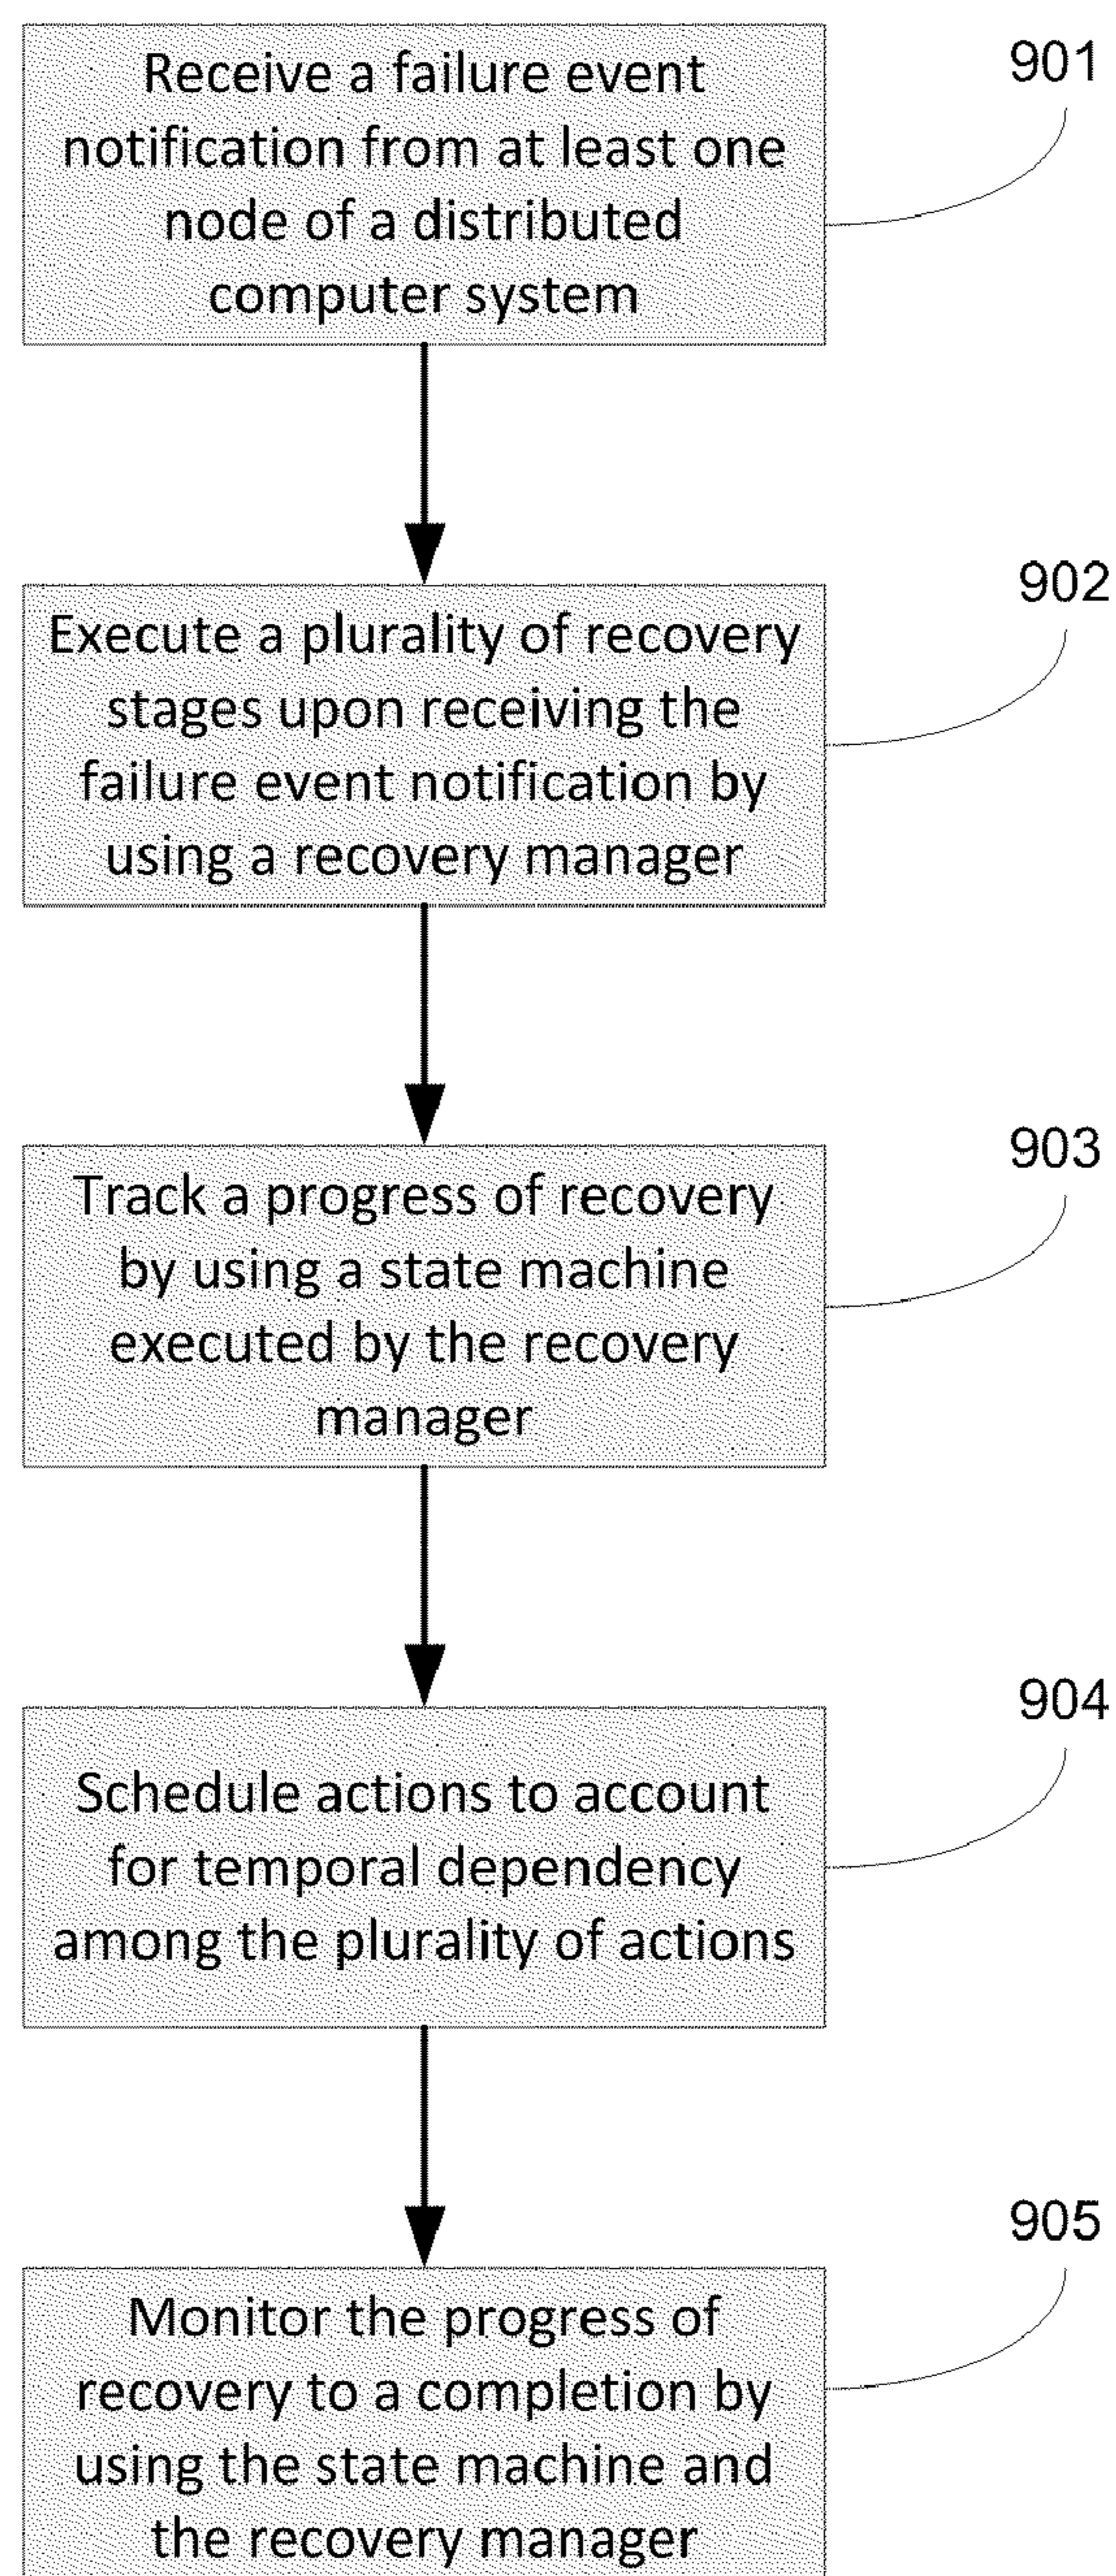 Receive a failure event
notification from at least one
node of a distributed
computer system
901
Execute a plurality of recovery
stages upon receiving the
failure event notification by
using a recovery manager
902
Track a progress of recovery
by using a state machine
executed by the recovery
manager
903
Schedule actions to account
for temporal dependency
among the plurality of actions
904
Monitor the progress of
recovery to a completion by
using the state machine and
the recovery manager
905